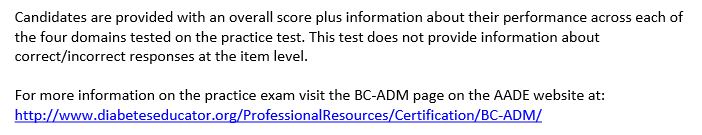 Candidates are provided with an overall score plus information about their performance across each of
the four domains tested on the practice test. This test does not provide information about
correct/incorrect responses at the item level.
For more information on the practice exam visit the BC-ADM page on the AADE website at:
http://www.diabeteseducator.org/ProfessionalResources/Certification/BC-ADM/